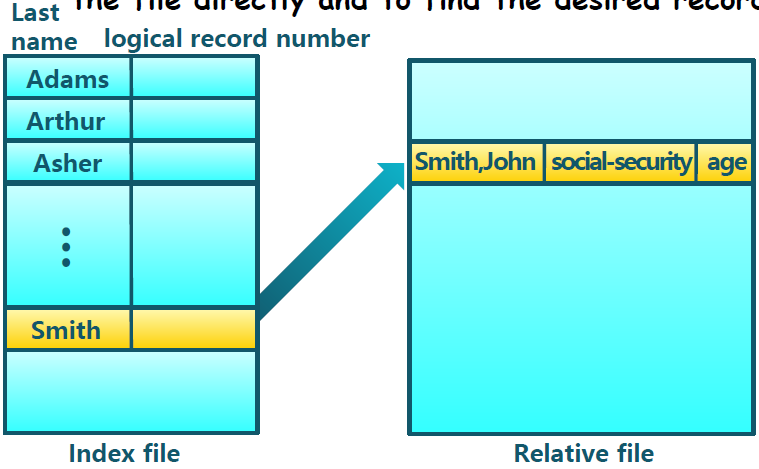 the file directly and to find the desired record
Last
name logical record number
Adams
Arthur
Asher
Smith,John social-security age
Smith
Index file Relative file